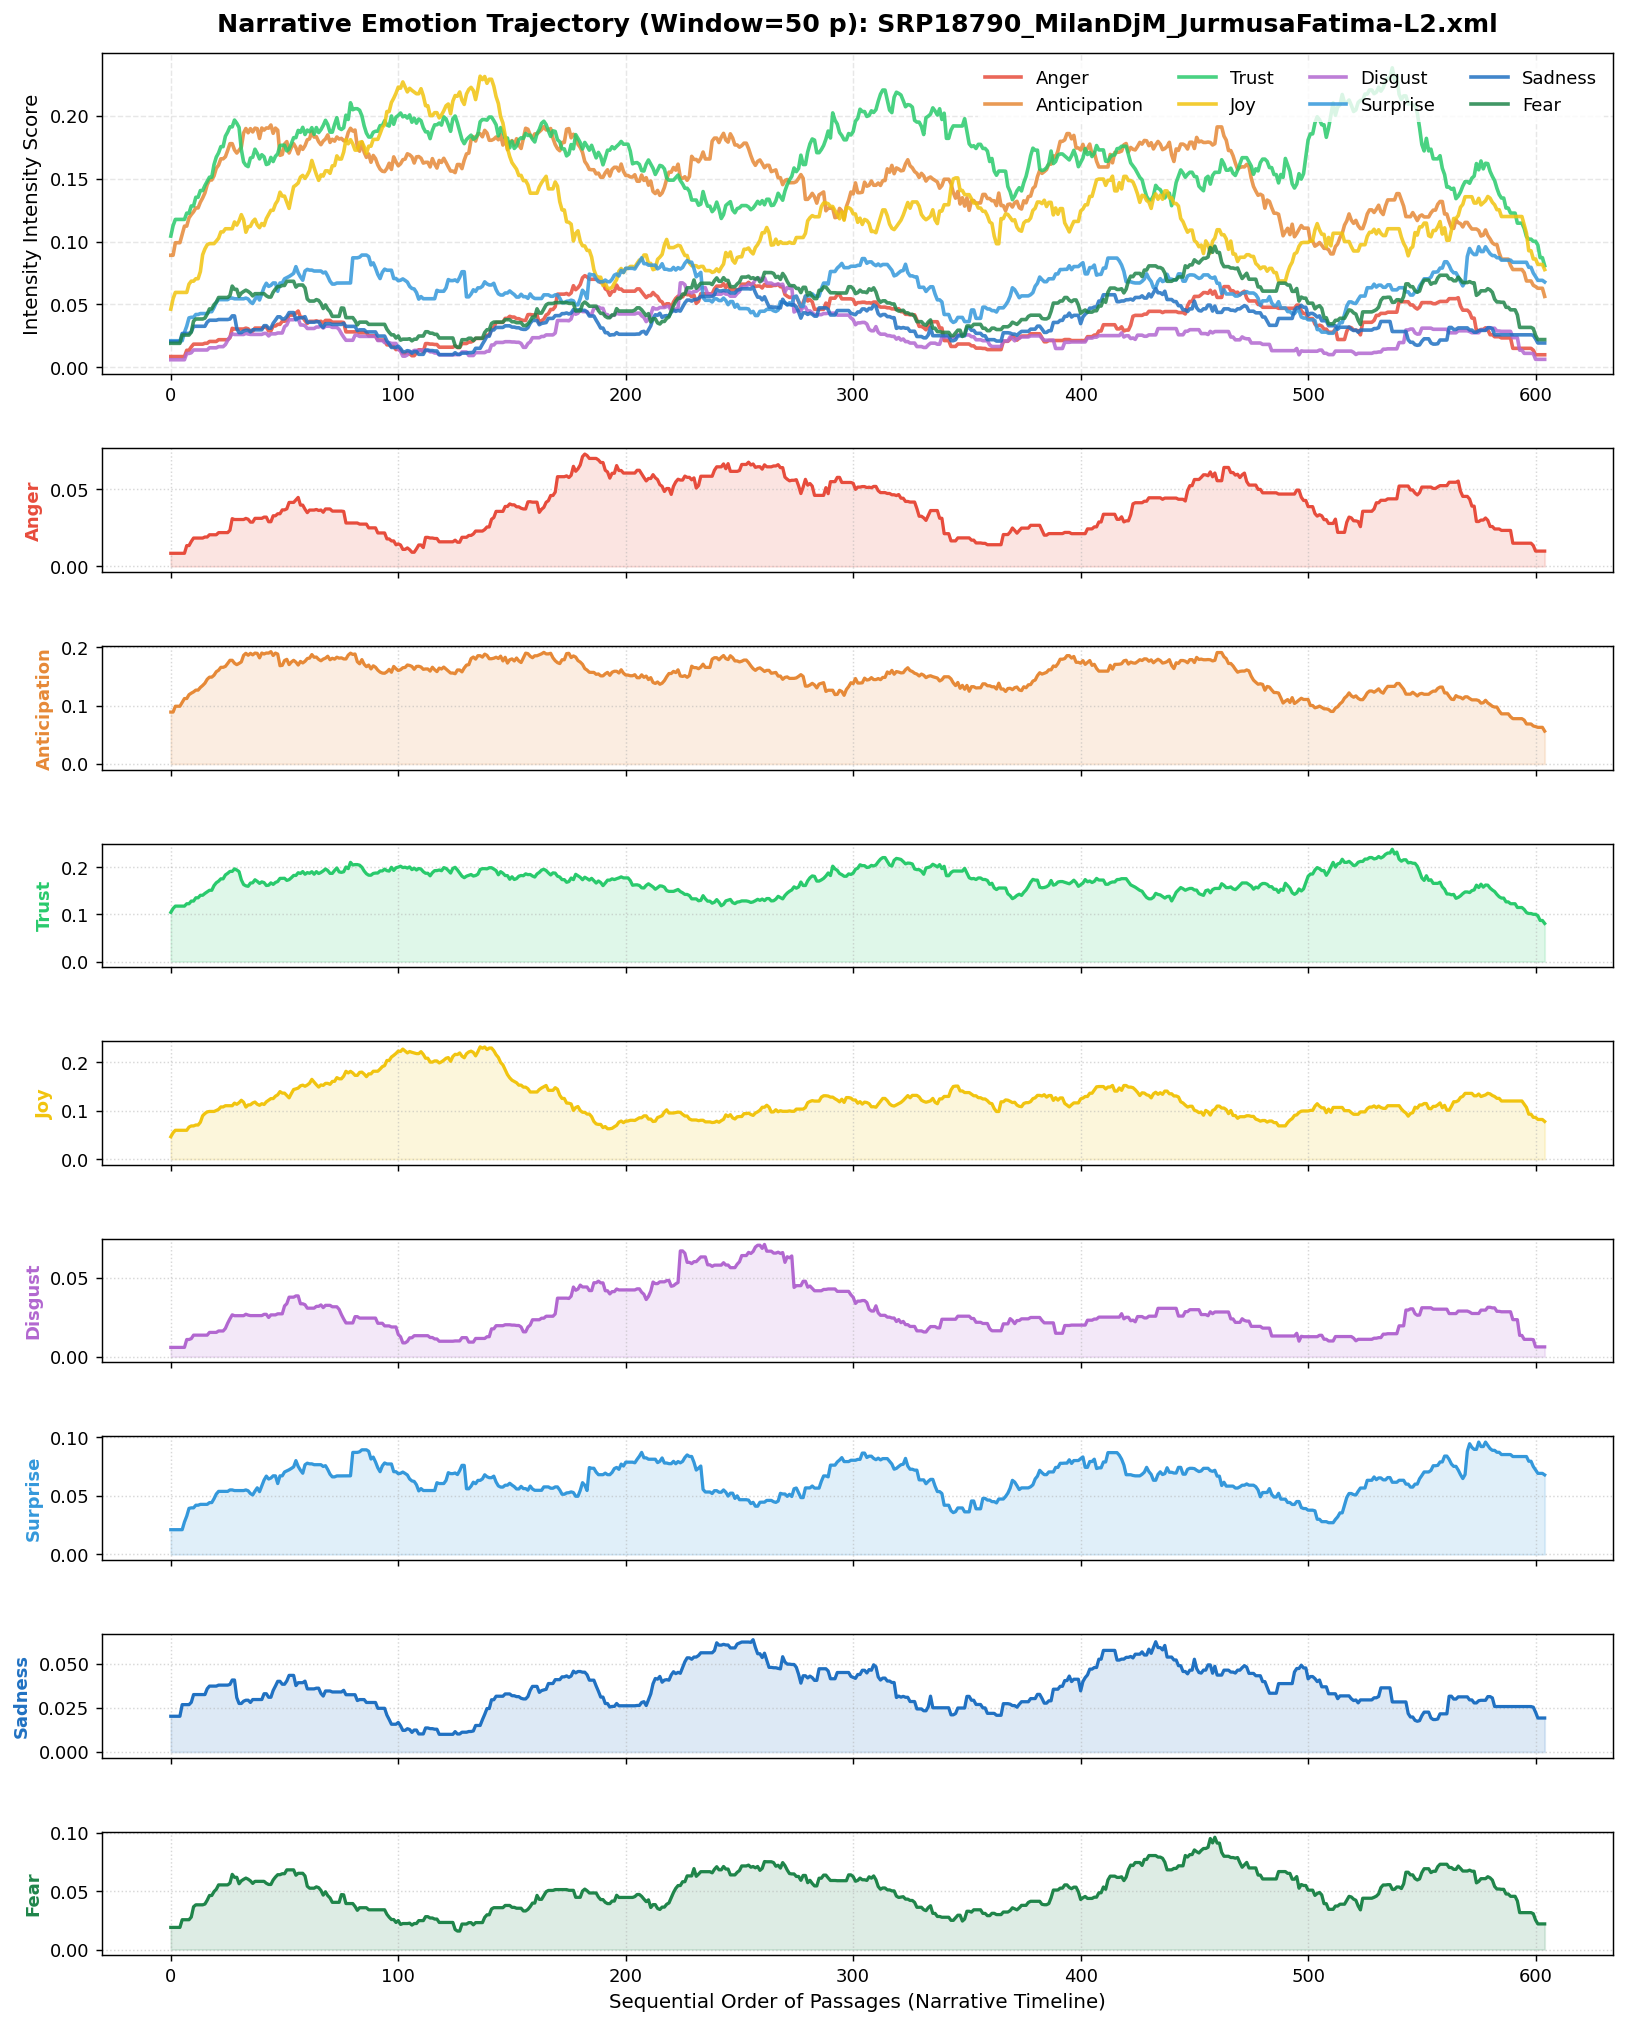 Narrative Emotion Trajectory (Window=50 p): SRP18790_MilanDjM_JurmusaFatima-L2.xml
Intensity Intensity Score
0.20
0.15
0.10
0.05
0.00
Anger Trust Disgust Sadness
Anticipation Joy Surprise Fear
0 100 200 300 400 500 600
Anger
0.05
0.00
Anticipation
0.2
0.1
0.0
Trust
0.2
0.1
0.0
Joy
0.2
0.1
0.0
Disgust
0.05
0.00
Surprise
0.10
0.05
0.00
Sadness
0.050
0.025
0.000
Fear
0.10
0.05
0.00
0 100 200 300 400 500 600
Sequential Order of Passages (Narrative Timeline)